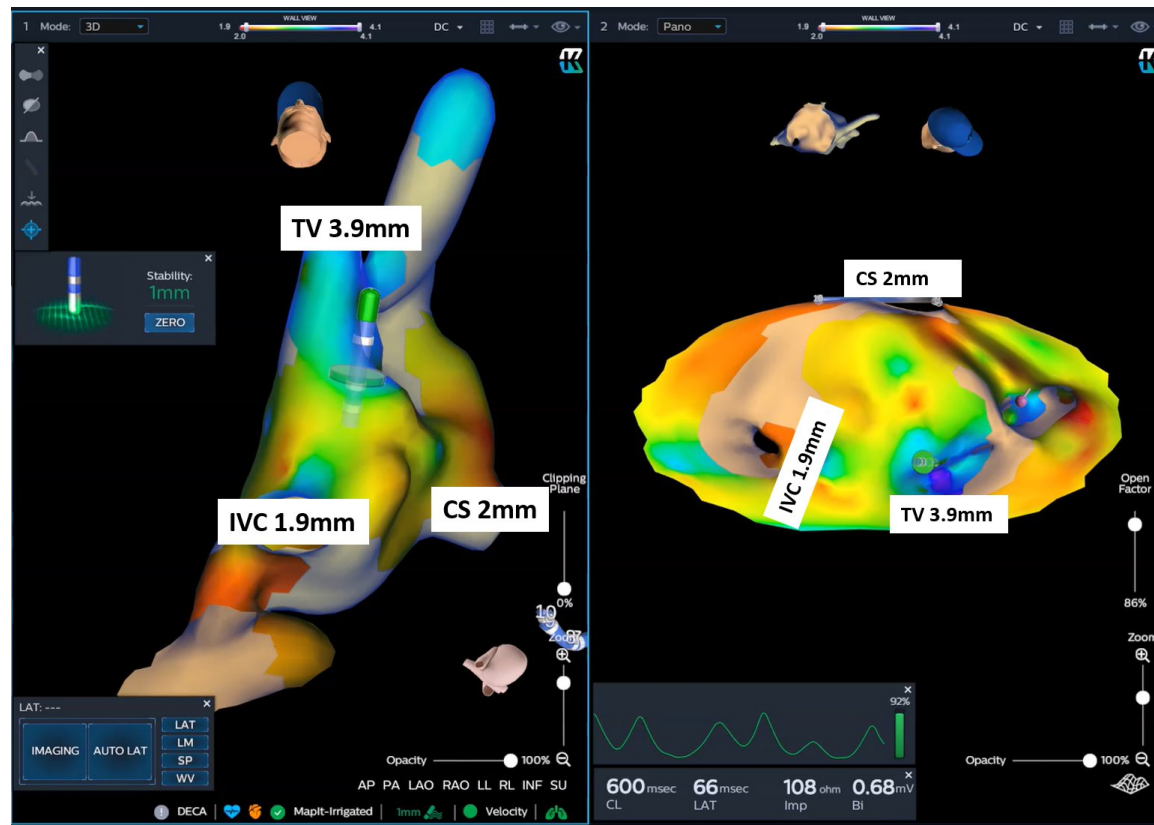 1 Mode: 3D
WALL VIEW
1.9 4.1
2.0 4.1
DC
2 Mode: Pano
WALL VIEW
1.9 4.1
2.0 4.1
DC
TV 3.9mm
Stability:
1mm
ZERO
IVC 1.9mm
CS 2mm
CS 2mm
IVC 1.9mm
TV 3.9mm
Clipping
Plane
0%
10
Zoom
Open
Factor
86%
Zoom
LAT: ---
IMAGING AUTO LAT
LAT
LM
SP
WV
Opacity 100%
AP PA LAO RAO LL RL INF SU
DECA MapIt-Irrigated 1mm Velocity
92%
600 msec 66 msec 108 ohm 0.68 mV
CL LAT Imp Bi
Opacity 100%